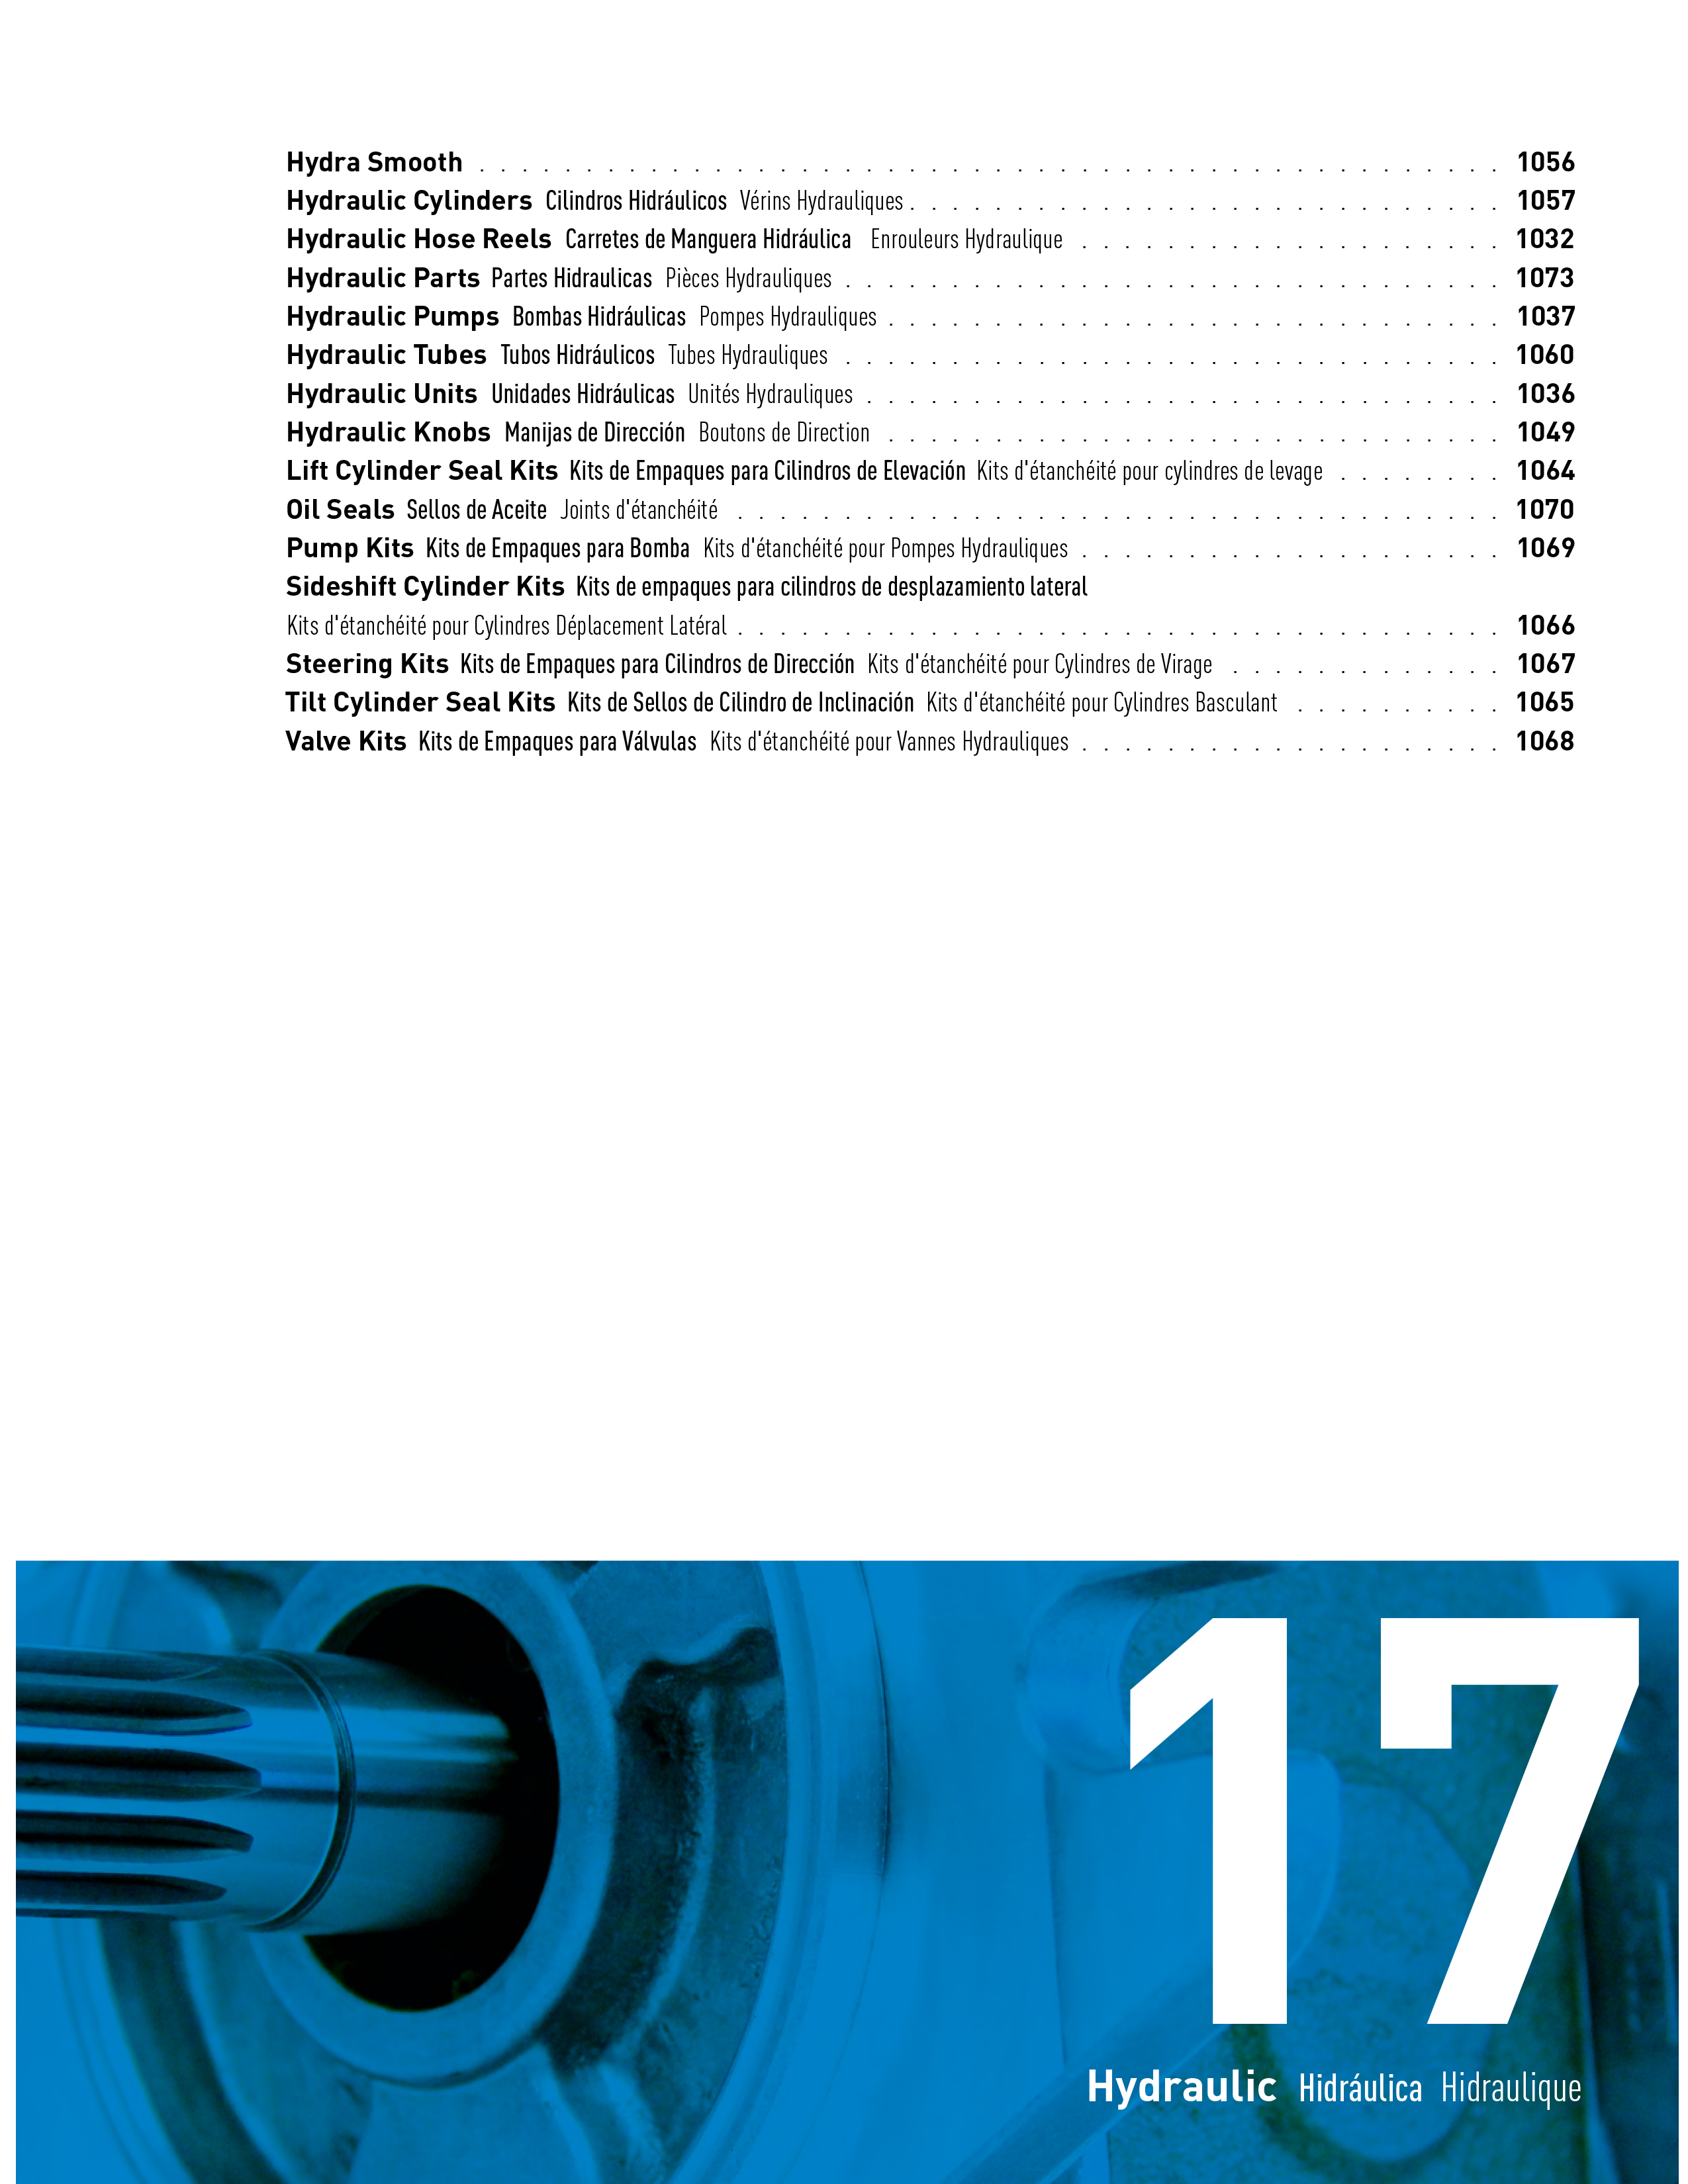 Hydra Smooth . . . . . . . . . . . . . . . . . . . . . . . . . . . . . . . . . . . . . . . . . . . . . . . . 1056
Hydraulic Cylinders Cilindros Hidráulicos Vérins Hydrauliques . . . . . . . . . . . . . . . . . . . . . . . . . . . . 1057
Hydraulic Hose Reels Carretes de Manguera Hidráulica Enrouleurs Hydraulique . . . . . . . . . . . . . . . . . . . . 1032
Hydraulic Parts Partes Hidraulicas Pièces Hydrauliques . . . . . . . . . . . . . . . . . . . . . . . . . . . . . . . 1073
Hydraulic Pumps Bombas Hidráulicas Pompes Hydrauliques . . . . . . . . . . . . . . . . . . . . . . . . . . . . . 1037
Hydraulic Tubes Tubos Hidráulicos Tubes Hydrauliques . . . . . . . . . . . . . . . . . . . . . . . . . . . . . . . 1060
Hydraulic Units Unidades Hidráulicas Unités Hydrauliques . . . . . . . . . . . . . . . . . . . . . . . . . . . . . . 1036
Hydraulic Knobs Manijas de Dirección Boutons de Direction . . . . . . . . . . . . . . . . . . . . . . . . . . . . . 1049
Lift Cylinder Seal Kits Kits de Empaques para Cilindros de Elevación Kits d'étanchéité pour cylindres de levage . . . . . . . . 1064
Oil Seals Sellos de Aceite Joints d'étanchéité . . . . . . . . . . . . . . . . . . . . . . . . . . . . . . . . . . . . 1070
Pump Kits Kits de Empaques para Bomba Kits d'étanchéité pour Pompes Hydrauliques . . . . . . . . . . . . . . . . . . . . 1069
Sideshift Cylinder Kits Kits de empaques para cilindros de desplazamiento lateral
Kits d'étanchéité pour Cylindres Déplacement Latéral . . . . . . . . . . . . . . . . . . . . . . . . . . . . . . . . . . . . 1066
Steering Kits Kits de Empaques para Cilindros de Dirección Kits d'étanchéité pour Cylindres de Virage . . . . . . . . . . . . . 1067
Tilt Cylinder Seal Kits Kits de Sellos de Cilindro de Inclinación Kits d'étanchéité pour Cylindres Basculant . . . . . . . . . . 1065
Valve Kits Kits de Empaques para Válvulas Kits d'étanchéité pour Vannes Hydrauliques . . . . . . . . . . . . . . . . . . . . 1068
17
Hydraulic Hidráulica Hidraulique